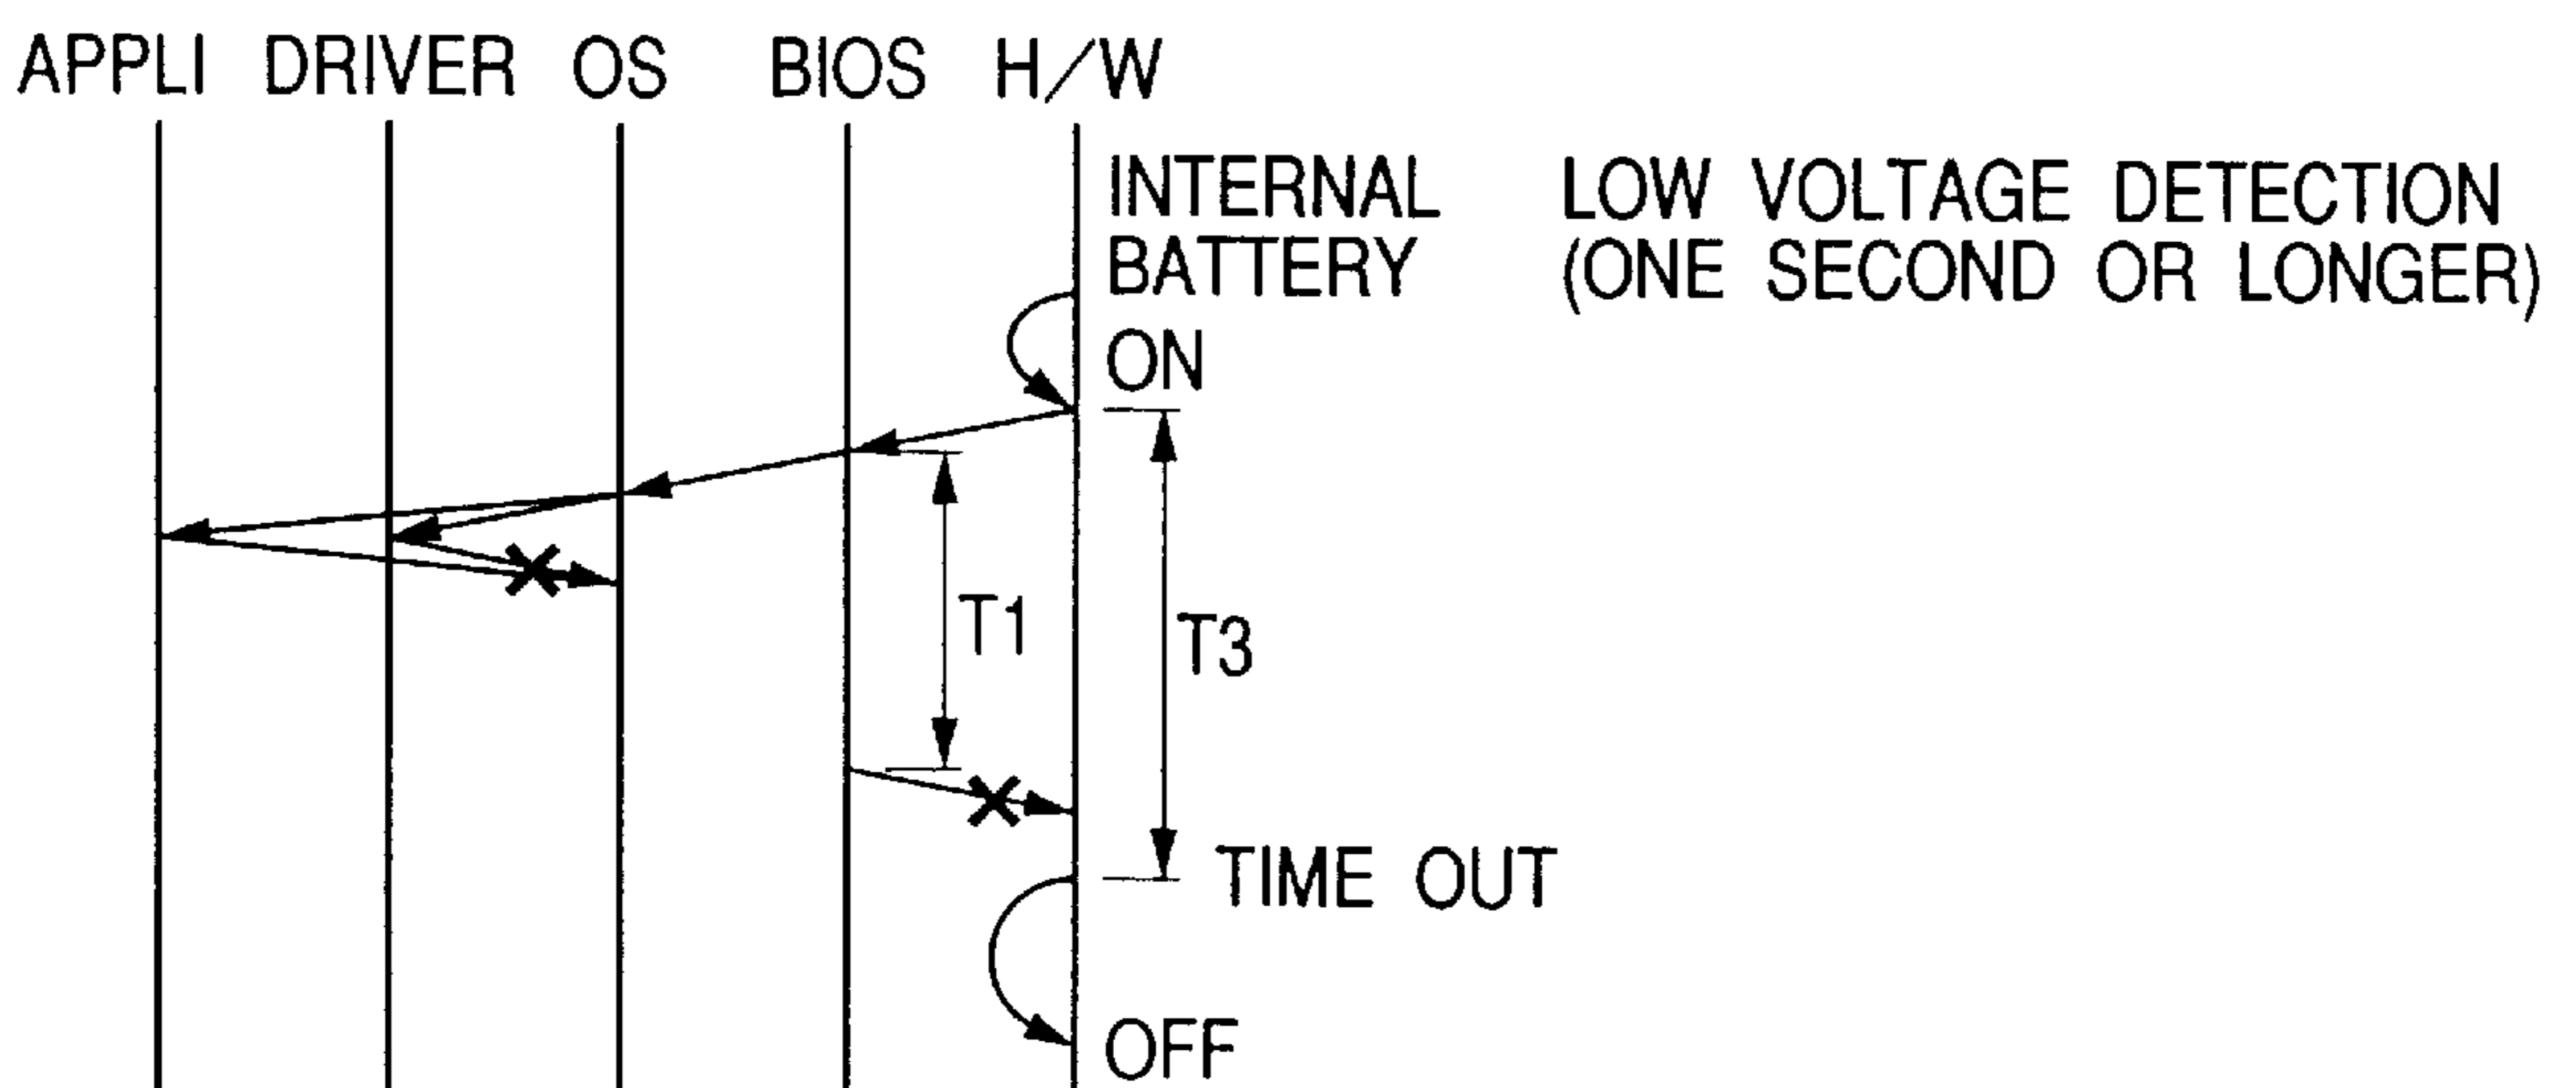 APPLI DRIVER OS BIOS H/W
INTERNAL LOW VOLTAGE DETECTION
BATTERY (ONE SECOND OR LONGER)
ON
T1
T3
TIME OUT
OFF